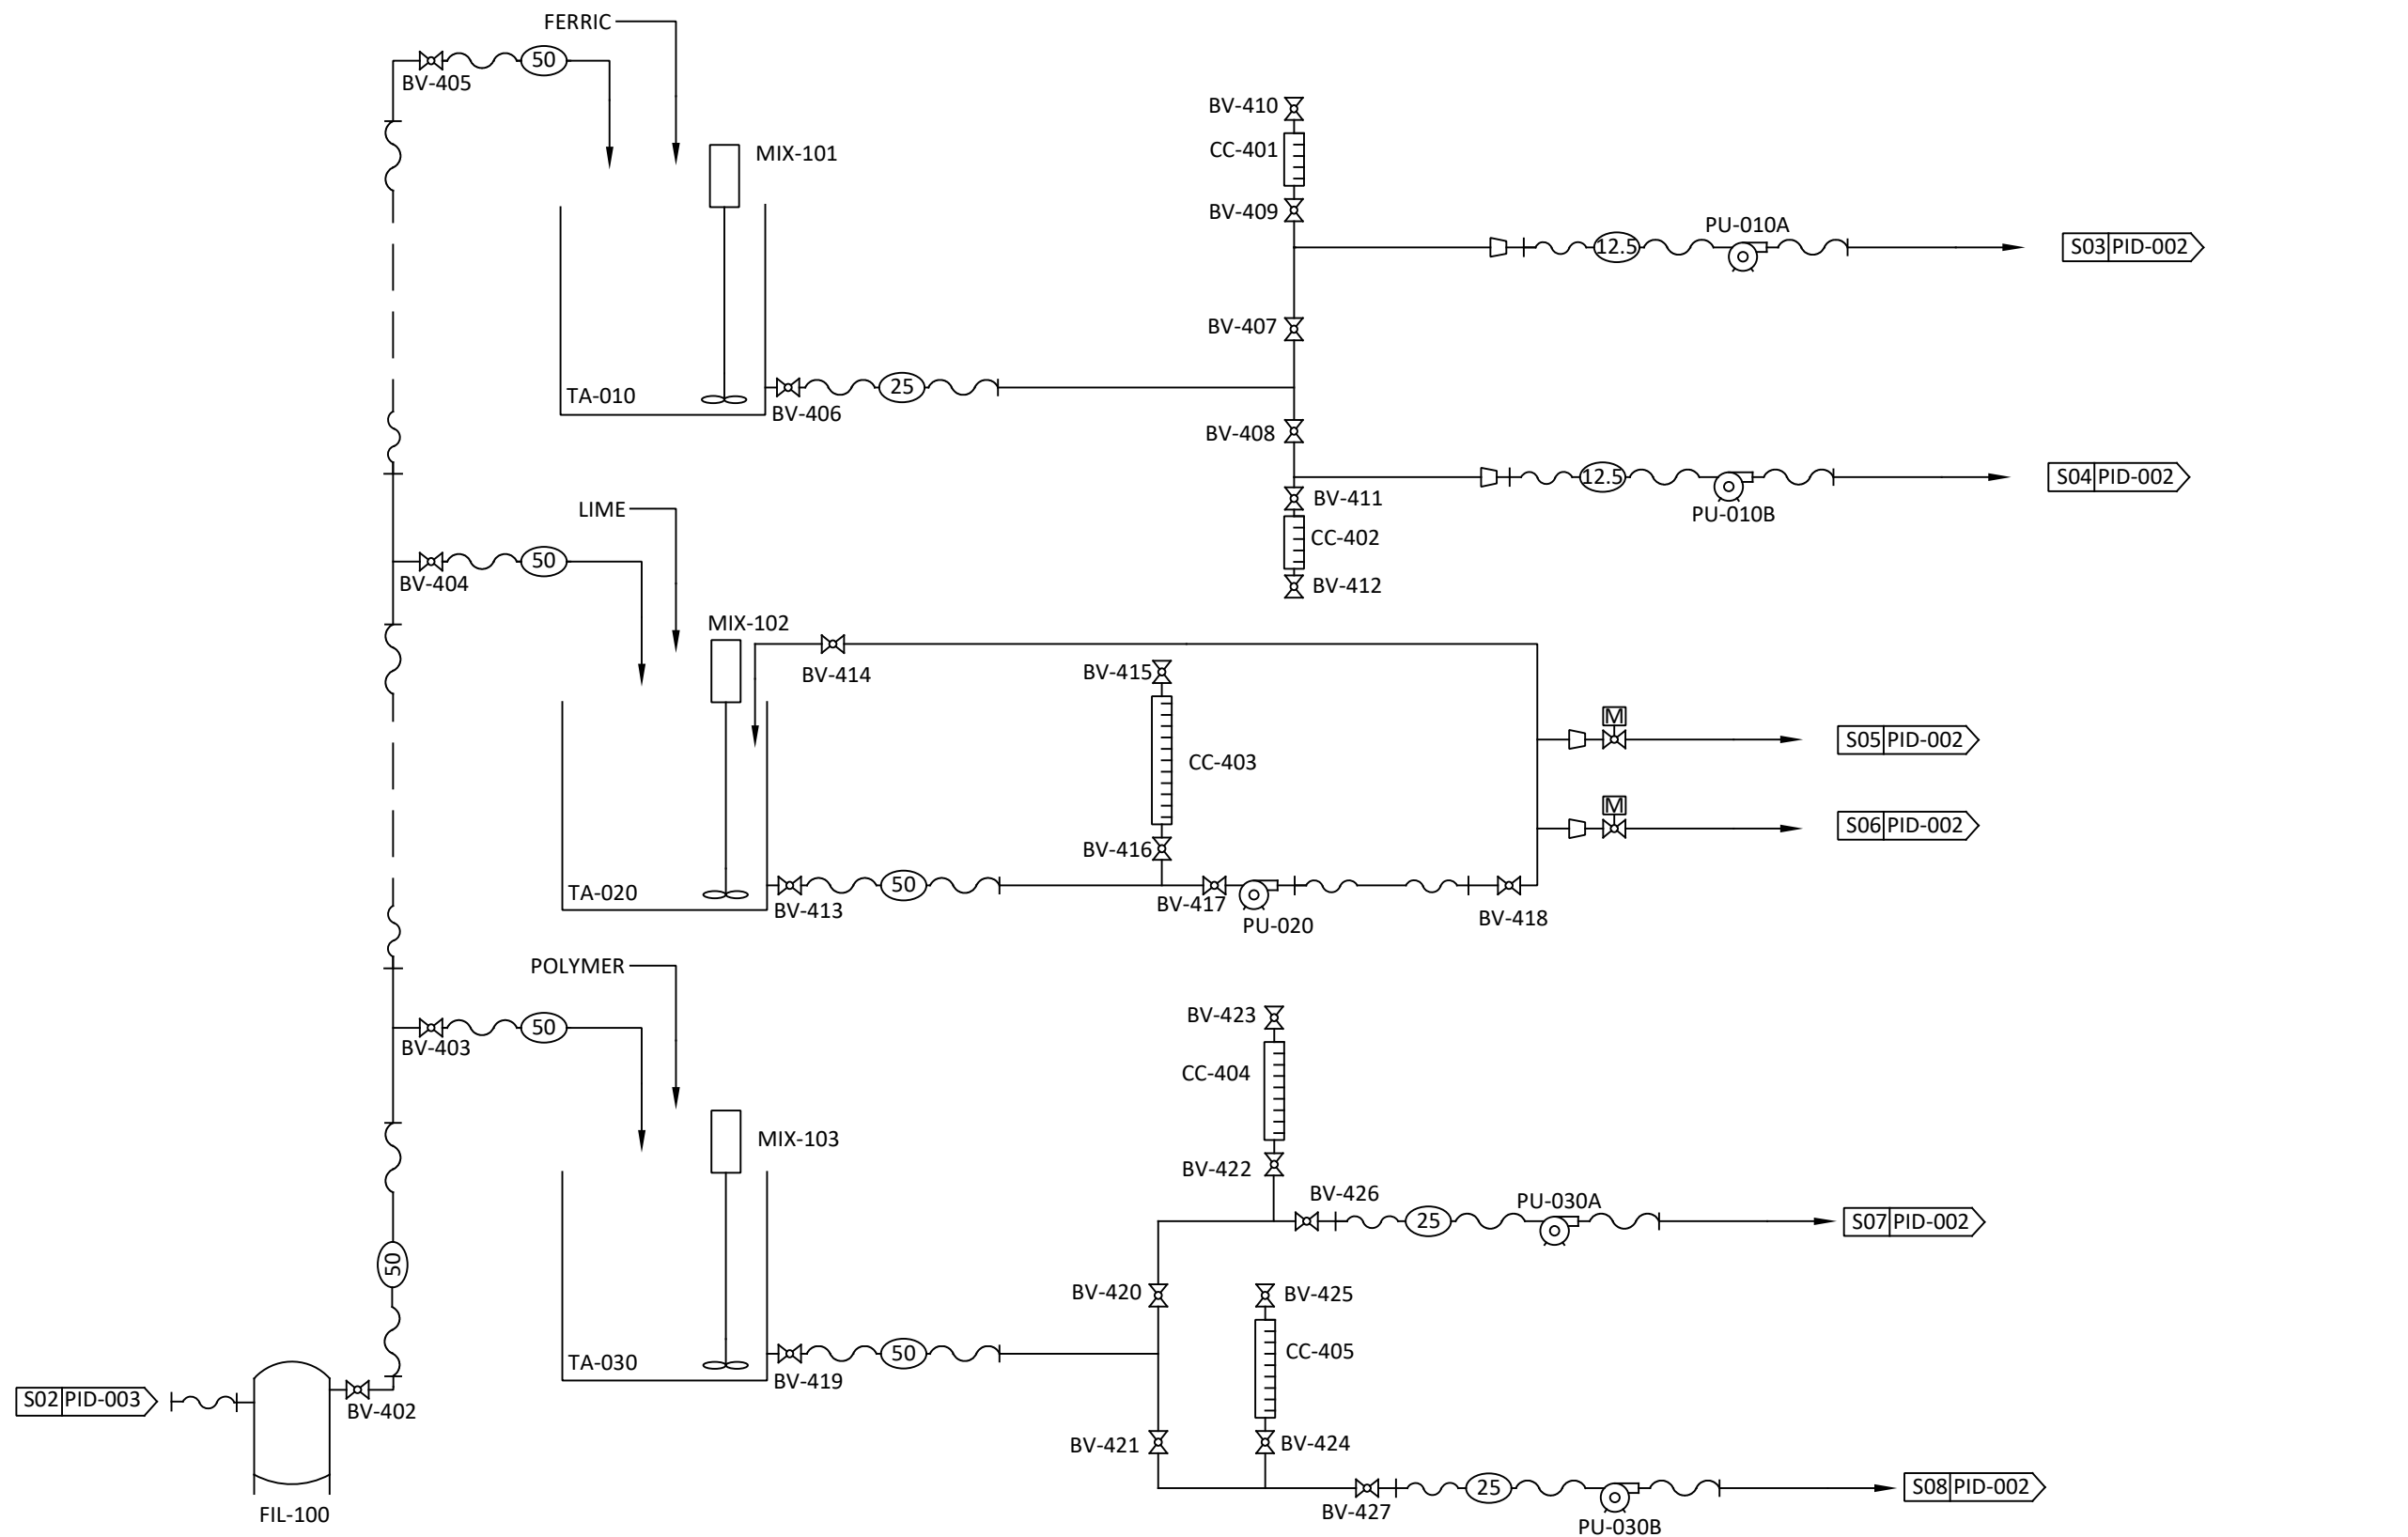 FERRIC
50
BV-405
MIX-101
TA-010
BV-406
25
BV-410
CC-401
BV-409
BV-407
BV-408
12.5
PU-010A
S03 PID-002
12.5
PU-010B
S04 PID-002
BV-411
CC-402
BV-412
LIME
50
BV-404
MIX-102
BV-414
BV-415
CC-403
BV-416
TA-020
BV-413
50
BV-417
PU-020
BV-418
M
S05 PID-002
M
S06 PID-002
POLYMER
50
BV-403
MIX-103
BV-423
CC-404
BV-422
BV-426
25
PU-030A
S07 PID-002
BV-420
BV-425
CC-405
TA-030
BV-419
50
BV-421
BV-424
BV-427
25
PU-030B
S08 PID-002
50
S02 PID-003
BV-402
FIL-100